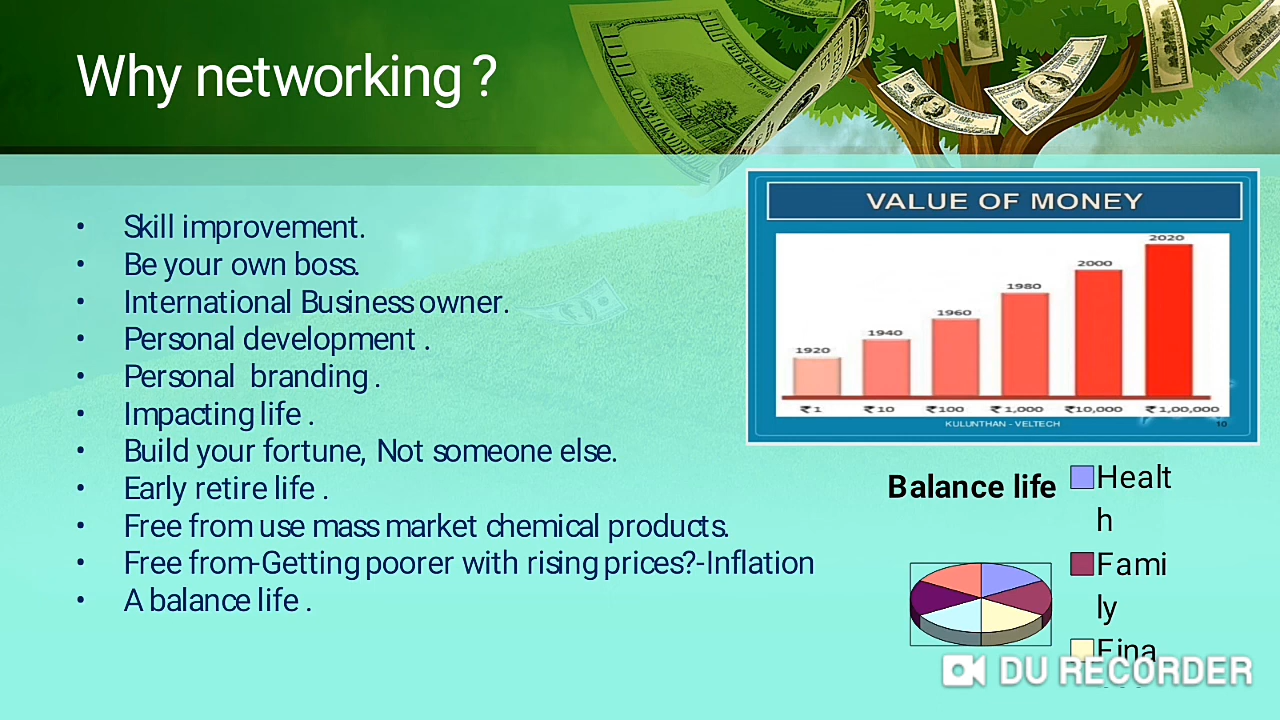 Why networking ?
• Skill improvement.
• Be your own boss.
• International Business owner.
• Personal development .
• Personal branding .
• Impacting life .
• Build your fortune, Not someone else.
• Early retire life .
• Free from use mass market chemical products.
• Free from-Getting poorer with rising prices?-Inflation
• A balance life .
VALUE OF MONEY
1920 1940 1960 1980 2000 2020
₹1 ₹10 ₹100 ₹1,000 ₹10,000 ₹1,00,000
KULUNTHAN - VELTECH 10
Balance life
Healt
h
Fami
ly
Fina
DU RECORDER